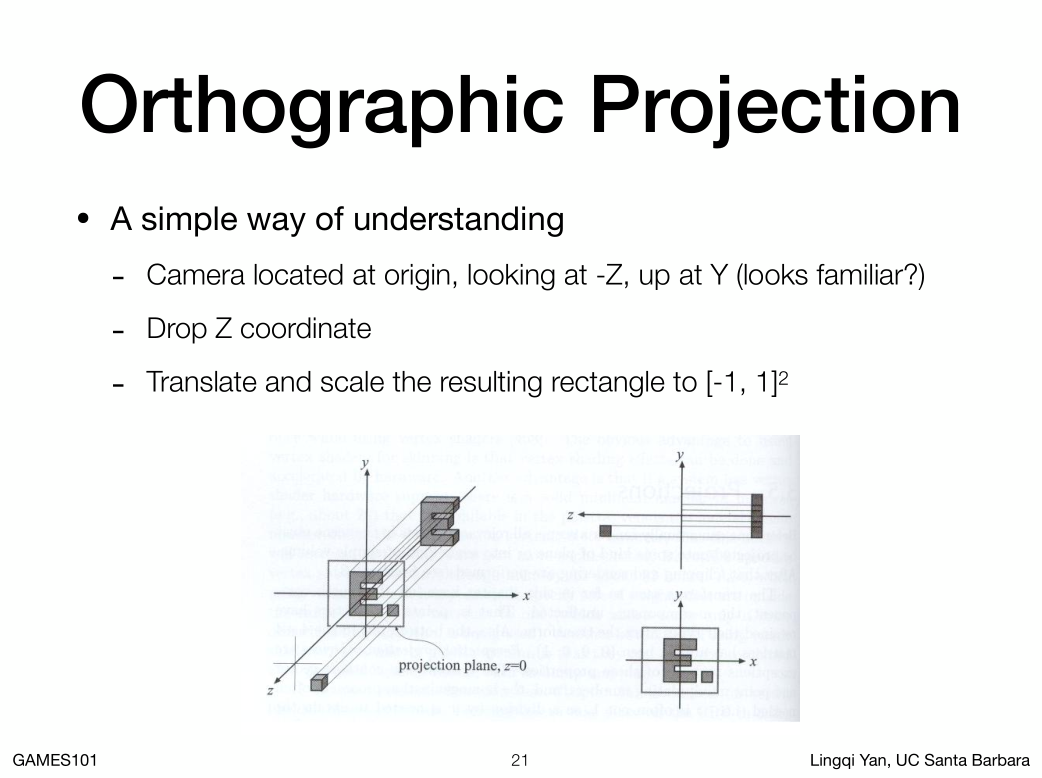 Orthographic Projection
• A simple way of understanding
- Camera located at origin, looking at -Z, up at Y (looks familiar?)
- Drop Z coordinate
- Translate and scale the resulting rectangle to [-1, 1]²
y
x
z
projection plane, z=0
y
z
y
x
GAMES101
21
Lingqi Yan, UC Santa Barbara